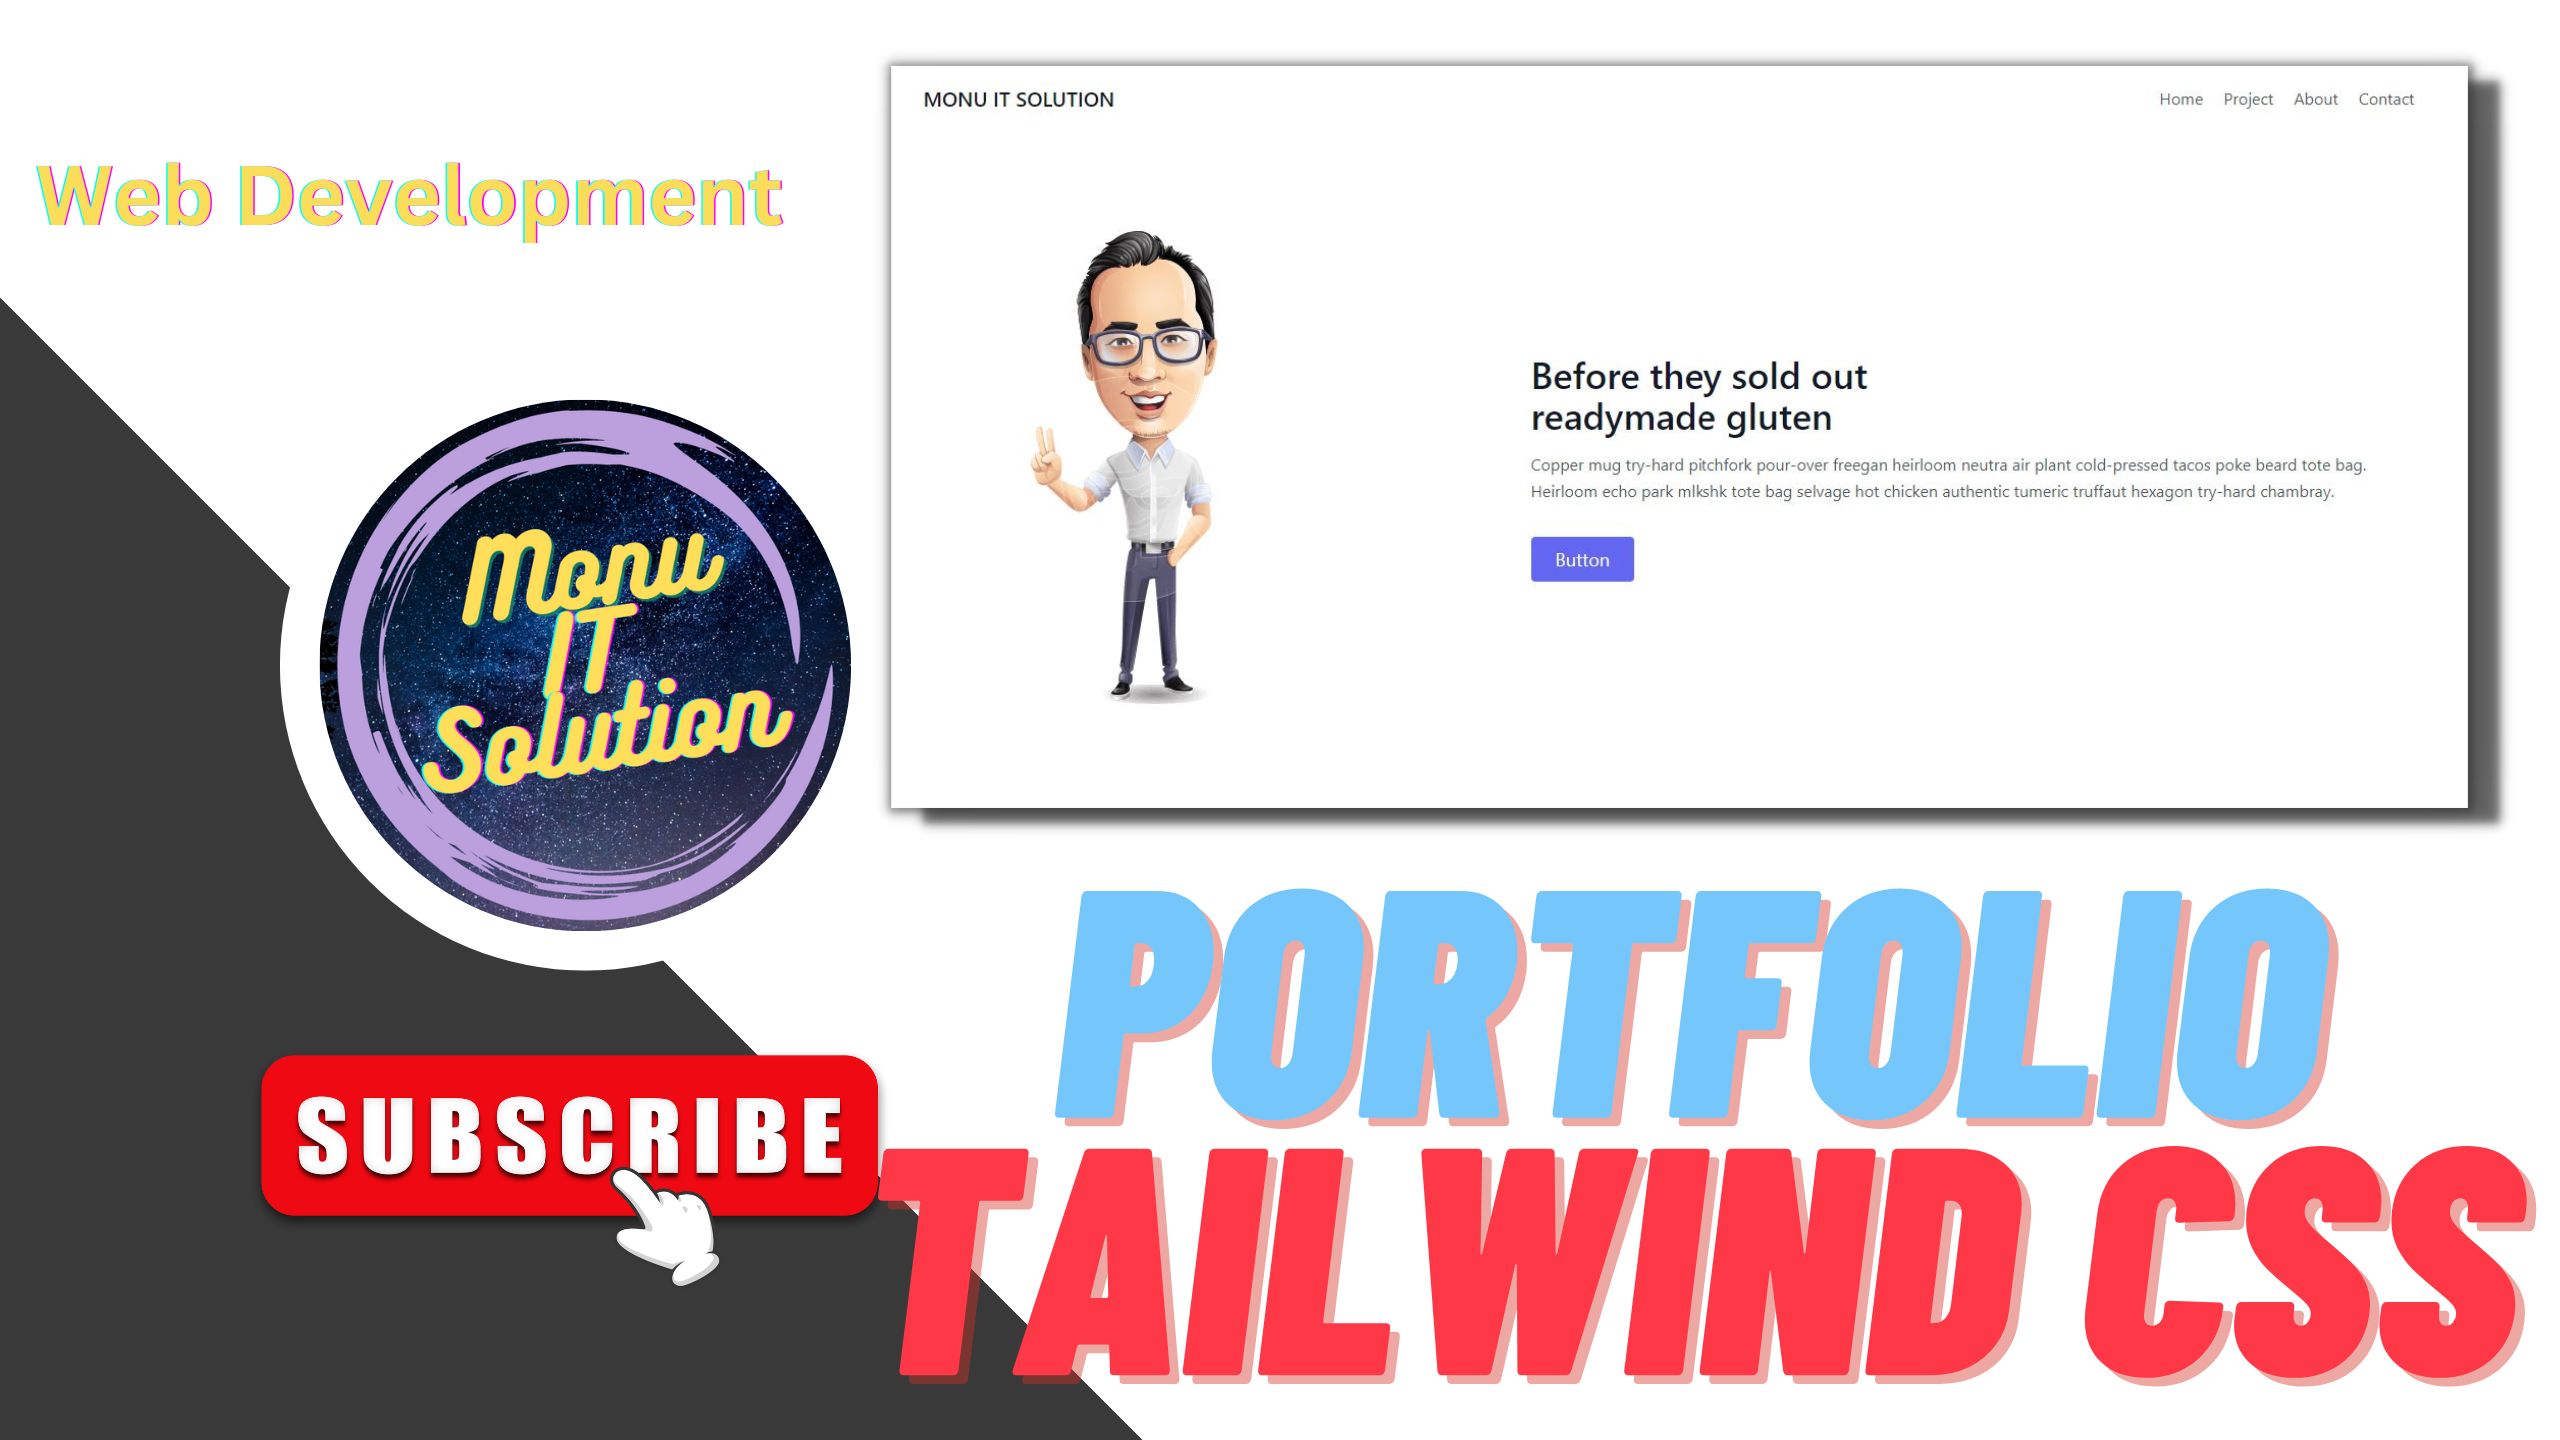 Web Development
MONU IT SOLUTION
Home Project About Contact
Before they sold out
readymade gluten
Copper mug try-hard pitchfork pour-over freegan heirloom neutra air plant cold-pressed tacos poke beard tote bag.
Heirloom echo park mlkshk tote bag selvage hot chicken authentic tumeric truffaut hexagon try-hard chambray.
Button
Monu
IT
Solution
SUBSCRIBE
PORTFOLIO
TAILWIND CSS